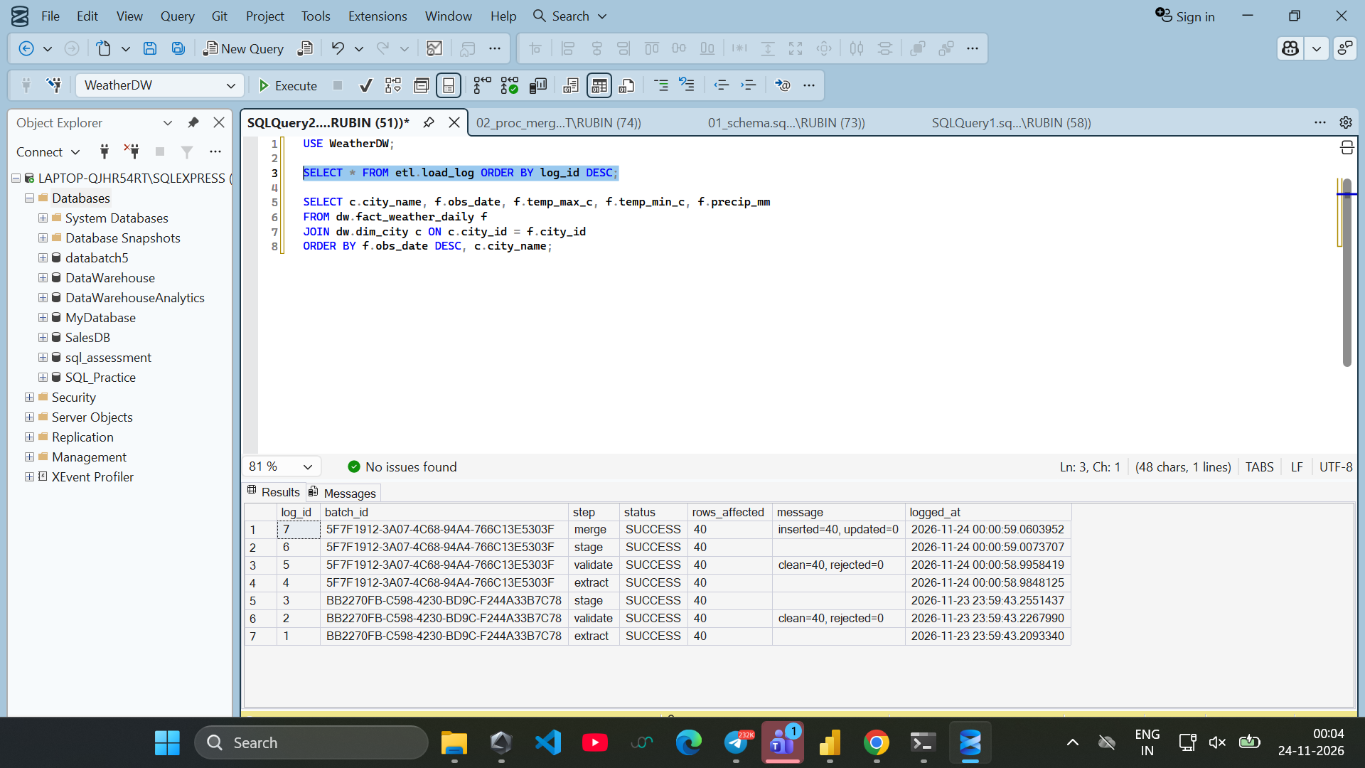 File Edit View Query Git Project Tools Extensions Window Help Search Sign in
New Query
WeatherDW Execute
Object Explorer
Connect
LAPTOP-QJHR54RT\SQLEXPRESS (
Databases
System Databases
Database Snapshots
databatch5
DataWarehouse
DataWarehouseAnalytics
MyDatabase
SalesDB
sql_assessment
SQL_Practice
Security
Server Objects
Replication
Management
XEvent Profiler
SQLQuery2....RUBIN (51))* 02_proc_merg...T\RUBIN (74)) 01_schema.sq...\RUBIN (73)) SQLQuery1.sq...\RUBIN (58))
1 USE WeatherDW;
2
3 SELECT * FROM etl.load_log ORDER BY log_id DESC;
4
5 SELECT c.city_name, f.obs_date, f.temp_max_c, f.temp_min_c, f.precip_mm
6 FROM dw.fact_weather_daily f
7 JOIN dw.dim_city c ON c.city_id = f.city_id
8 ORDER BY f.obs_date DESC, c.city_name;
81 % No issues found Ln: 3, Ch: 1 (48 chars, 1 lines) TABS LF UTF-8
Results Messages
log_id batch_id step status rows_affected message logged_at
1 7 5F7F1912-3A07-4C68-94A4-766C13E5303F merge SUCCESS 40 inserted=40, updated=0 2026-11-24 00:00:59.0603952
2 6 5F7F1912-3A07-4C68-94A4-766C13E5303F stage SUCCESS 40 2026-11-24 00:00:59.0073707
3 5 5F7F1912-3A07-4C68-94A4-766C13E5303F validate SUCCESS 40 clean=40, rejected=0 2026-11-24 00:00:58.9958419
4 4 5F7F1912-3A07-4C68-94A4-766C13E5303F extract SUCCESS 40 2026-11-24 00:00:58.9848125
5 3 BB2270FB-C598-4230-BD9C-F244A33B7C78 stage SUCCESS 40 2026-11-23 23:59:43.2551437
6 2 BB2270FB-C598-4230-BD9C-F244A33B7C78 validate SUCCESS 40 clean=40, rejected=0 2026-11-23 23:59:43.2267990
7 1 BB2270FB-C598-4230-BD9C-F244A33B7C78 extract SUCCESS 40 2026-11-23 23:59:43.2093340
Search 232K 1 ENG 00:04
IN 24-11-2026